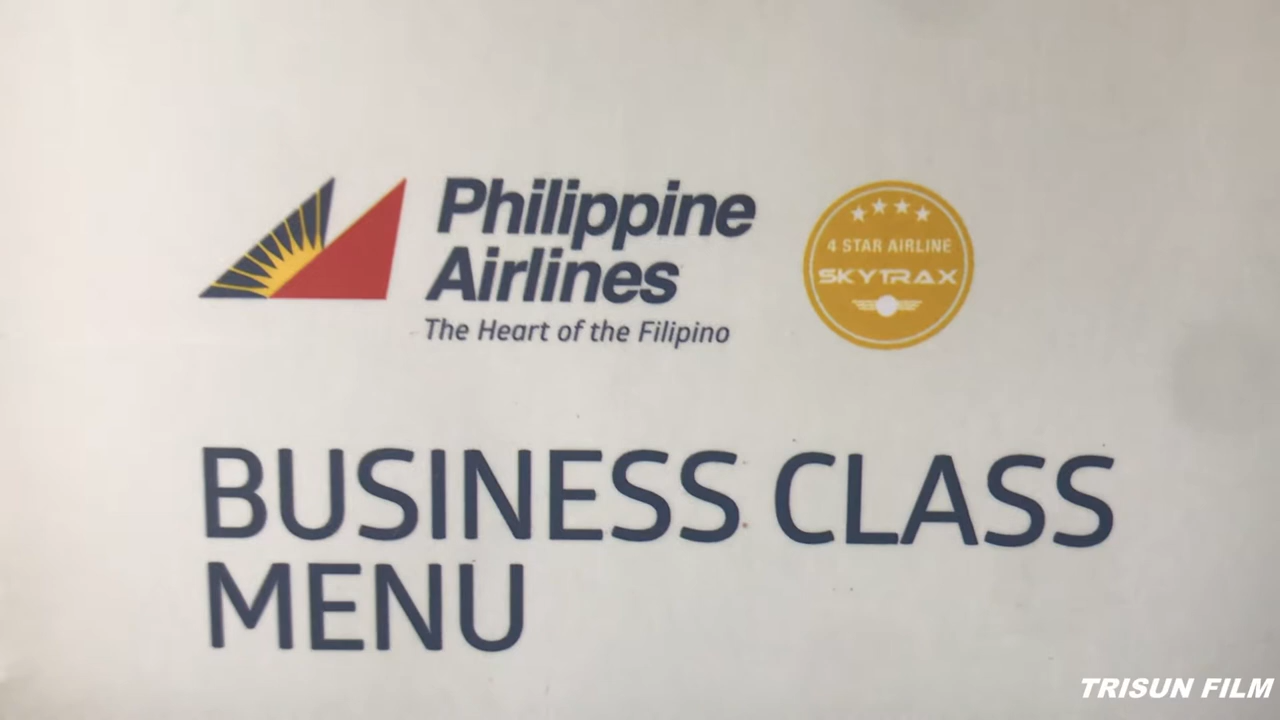 Philippine
Airlines
The Heart of the Filipino
4 STAR AIRLINE
SKYTRAX
BUSINESS CLASS
MENU
TRISUN FILM